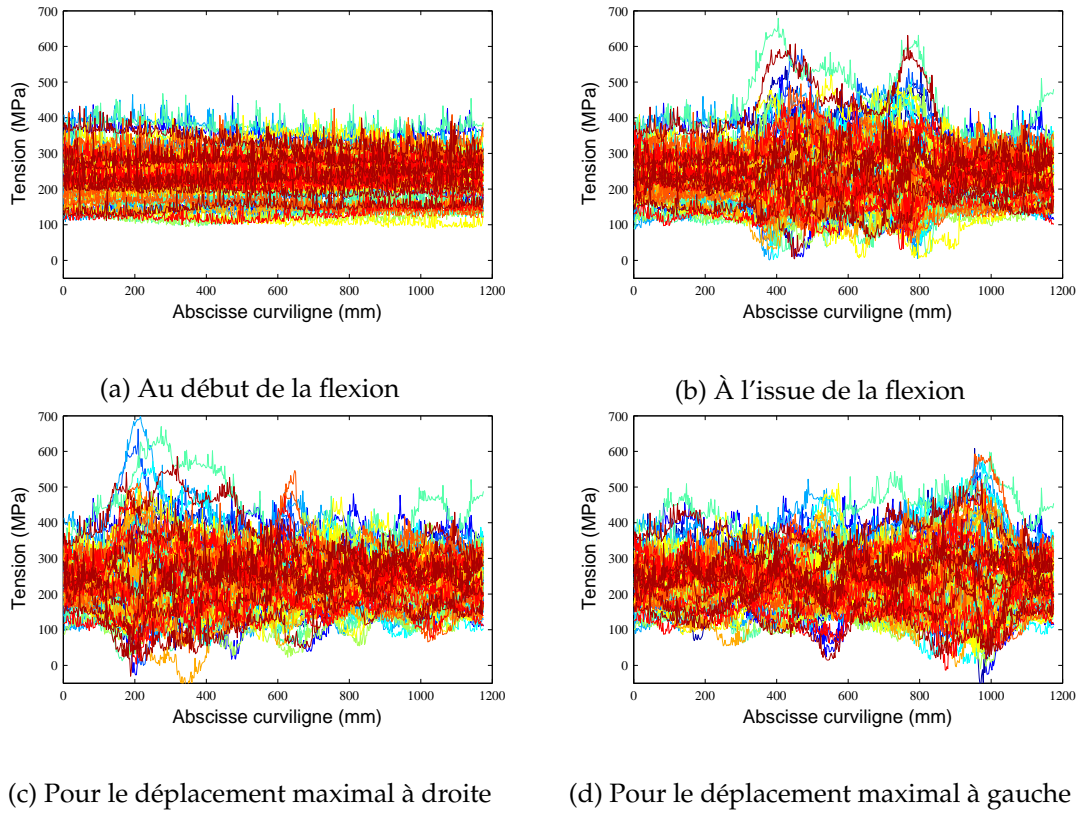 700
600
500
400
300
200
100
0
Tension (MPa)
0 200 400 600 800 1000 1200
Abscisse curviligne (mm)
(a) Au début de la flexion
700
600
500
400
300
200
100
0
Tension (MPa)
0 200 400 600 800 1000 1200
Abscisse curviligne (mm)
(b) À l'issue de la flexion
700
600
500
400
300
200
100
0
Tension (MPa)
0 200 400 600 800 1000 1200
Abscisse curviligne (mm)
(c) Pour le déplacement maximal à droite
700
600
500
400
300
200
100
0
Tension (MPa)
0 200 400 600 800 1000 1200
Abscisse curviligne (mm)
(d) Pour le déplacement maximal à gauche